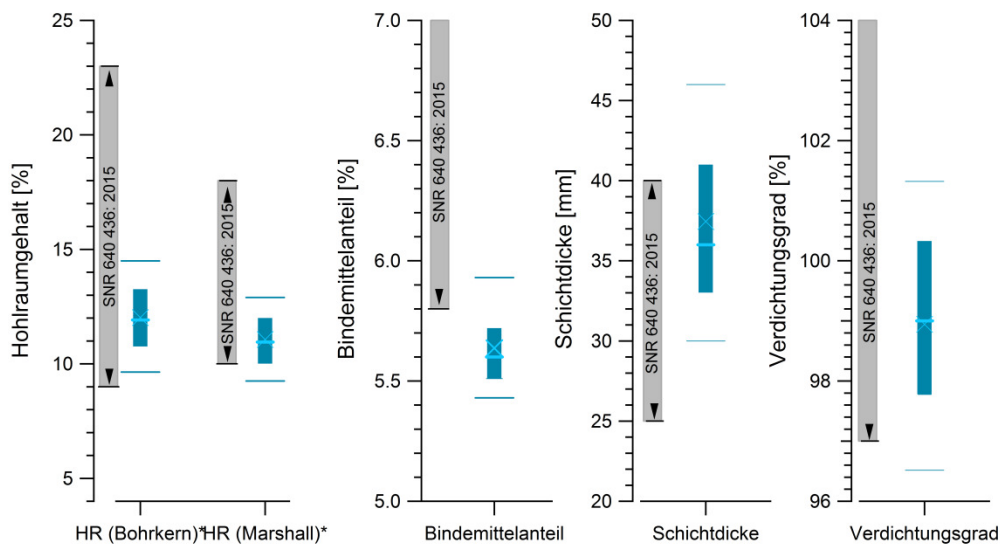 Hohlraumgehalt [%]
25
20
15
10
5
SNR 640 436: 2015
SNR 640 436: 2015
HR (Bohrkern)*
HR (Marshall)*
Bindemittelanteil [%]
7.0
6.5
6.0
5.5
5.0
SNR 640 436: 2015
Bindemittelanteil
Schichtdicke [mm]
50
45
40
35
30
25
20
SNR 640 436: 2015
Schichtdicke
Verdichtungsgrad [%]
104
102
100
98
96
SNR 640 436: 2015
Verdichtungsgrad